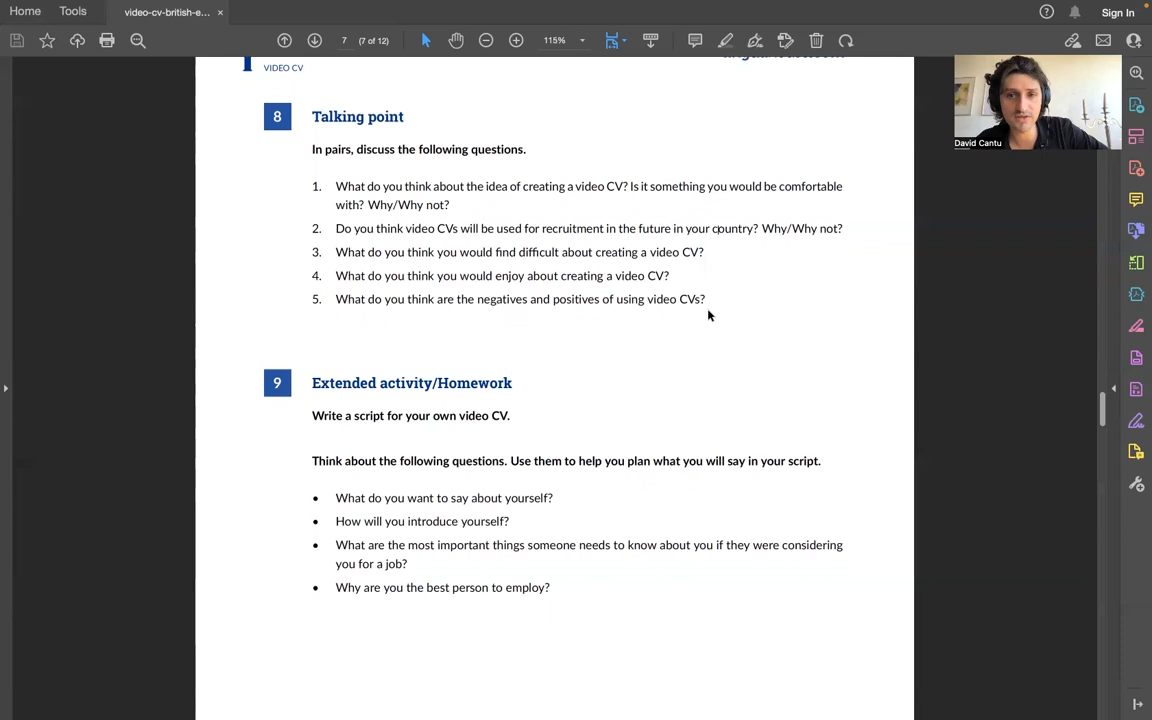 Home Tools video-cv-british-e... × Sign In
7 (7 of 12) 115%
VIDEO CV
8 Talking point
In pairs, discuss the following questions.
1. What do you think about the idea of creating a video CV? Is it something you would be comfortable
with? Why/Why not?
2. Do you think video CVs will be used for recruitment in the future in your country? Why/Why not?
3. What do you think you would find difficult about creating a video CV?
4. What do you think you would enjoy about creating a video CV?
5. What do you think are the negatives and positives of using video CVs?
9 Extended activity/Homework
Write a script for your own video CV.
Think about the following questions. Use them to help you plan what you will say in your script.
• What do you want to say about yourself?
• How will you introduce yourself?
• What are the most important things someone needs to know about you if they were considering
you for a job?
• Why are you the best person to employ?
David Cantu